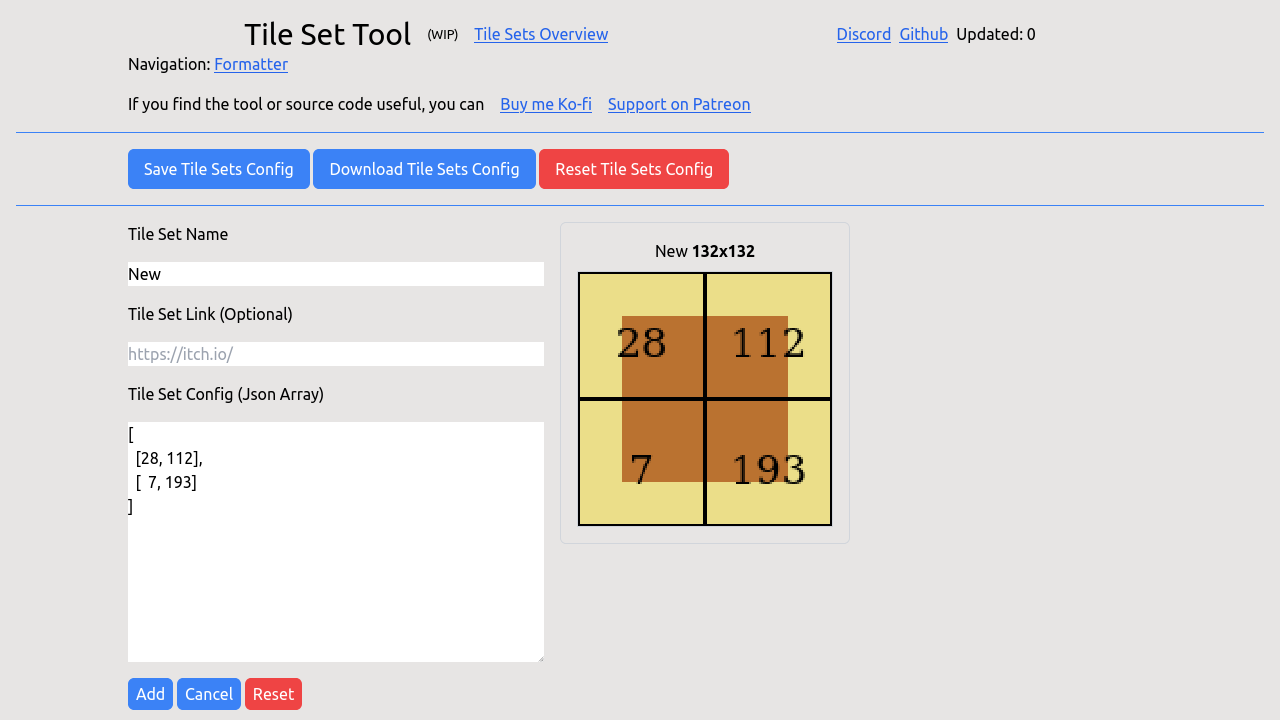 Tile Set Tool (WIP) Tile Sets Overview Discord Github Updated: 0
Navigation: Formatter
If you find the tool or source code useful, you can Buy me Ko-fi Support on Patreon
Save Tile Sets Config Download Tile Sets Config Reset Tile Sets Config
Tile Set Name
New
Tile Set Link (Optional)
https://itch.io/
Tile Set Config (Json Array)
[
[28, 112],
[ 7, 193]
]
Add Cancel Reset
New 132x132
28 112
7 193